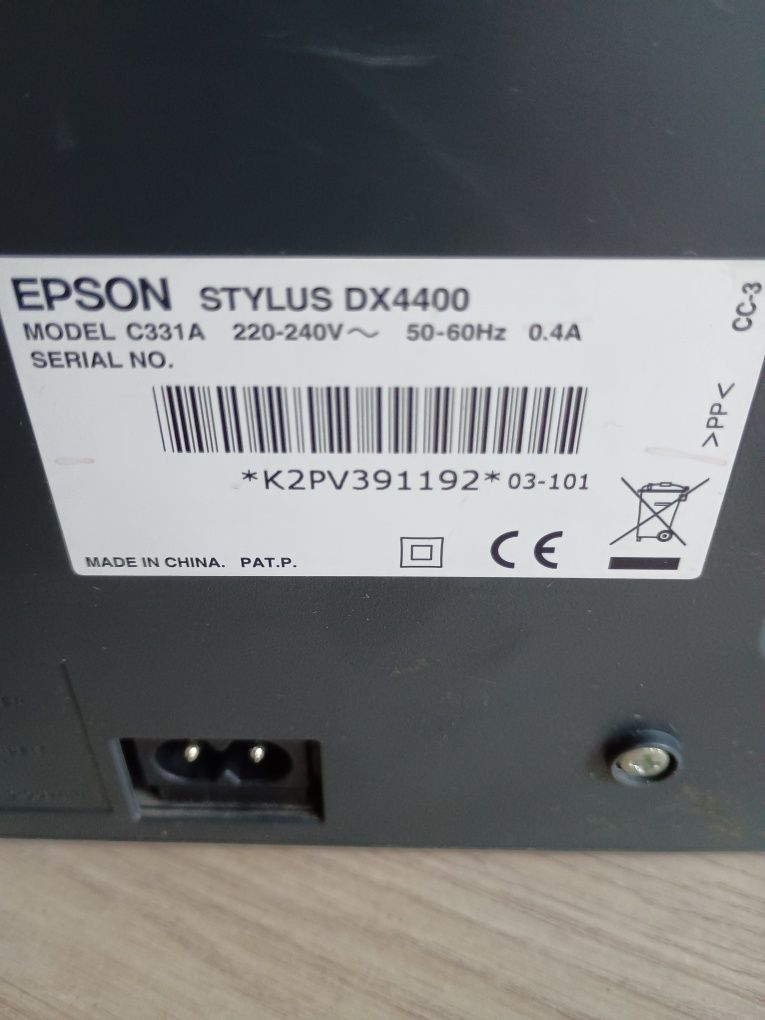 EPSON STYLUS DX4400
MODEL C331A 220-240V～ 50-60Hz 0.4A
SERIAL NO.
*K2PV391192* 03-101
MADE IN CHINA. PAT.P.
CE
CC-3
>PP<